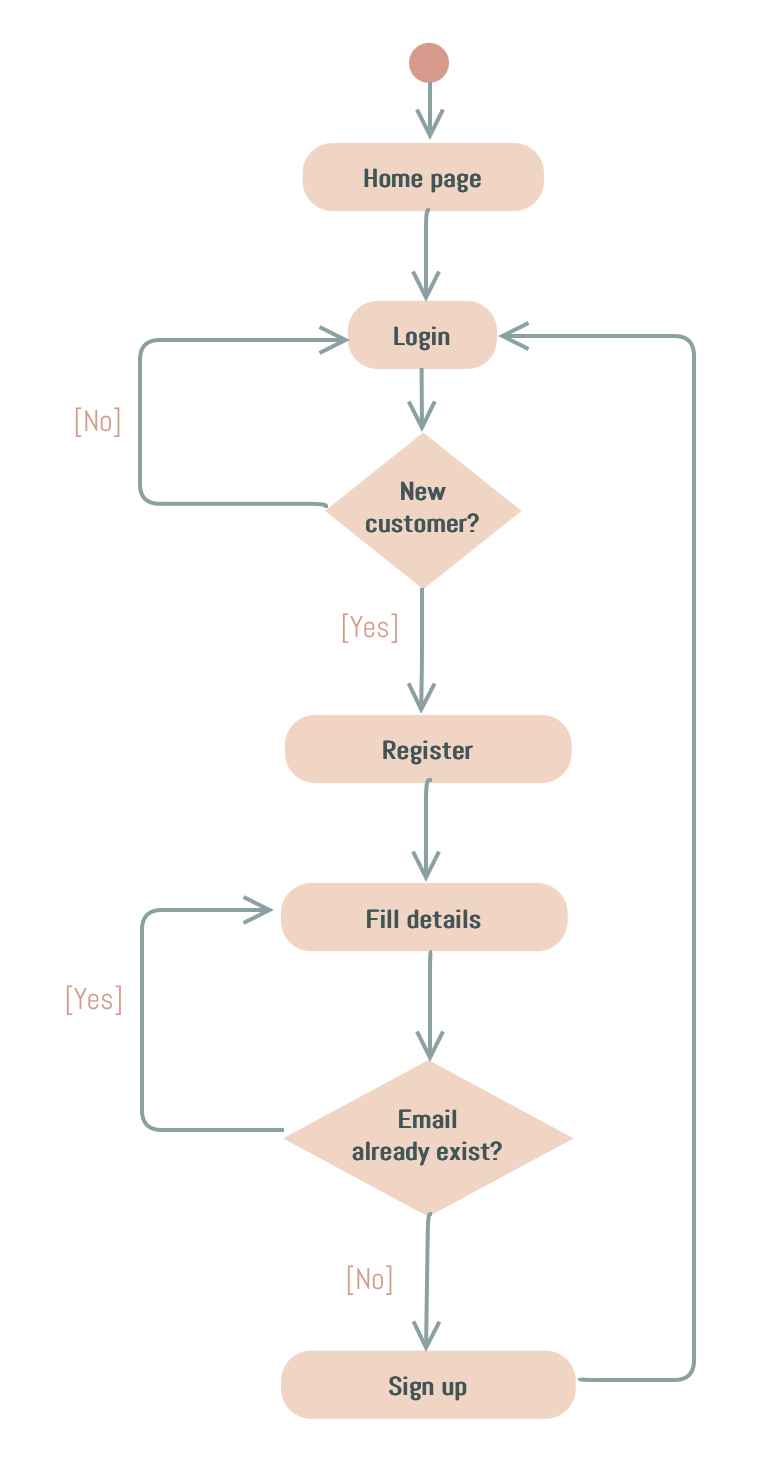 Home page
Login
[No]
New
customer?
[Yes]
Register
Fill details
[Yes]
Email
already exist?
[No]
Sign up